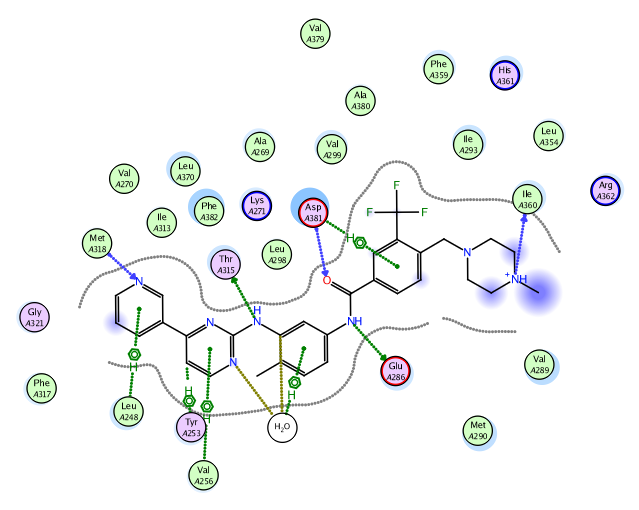 Val
A379
Phe
A359
His
A361
Ala
A380
Leu
A354
Ala
A269
Val
A299
Ile
A293
Leu
A370
Val
A270
Arg
A362
Lys
A271
Phe
A382
Asp
A381
Ile
A360
F
F
F
Ile
A313
Met
A318
H
Leu
A298
Thr
A315
N
O
N
+
NH
Gly
A321
H
N
N
NH
N
Val
A289
Glu
A286
H
Phe
A317
H
H
Leu
A248
H
Tyr
A253
H₂O
Met
A290
Val
A256